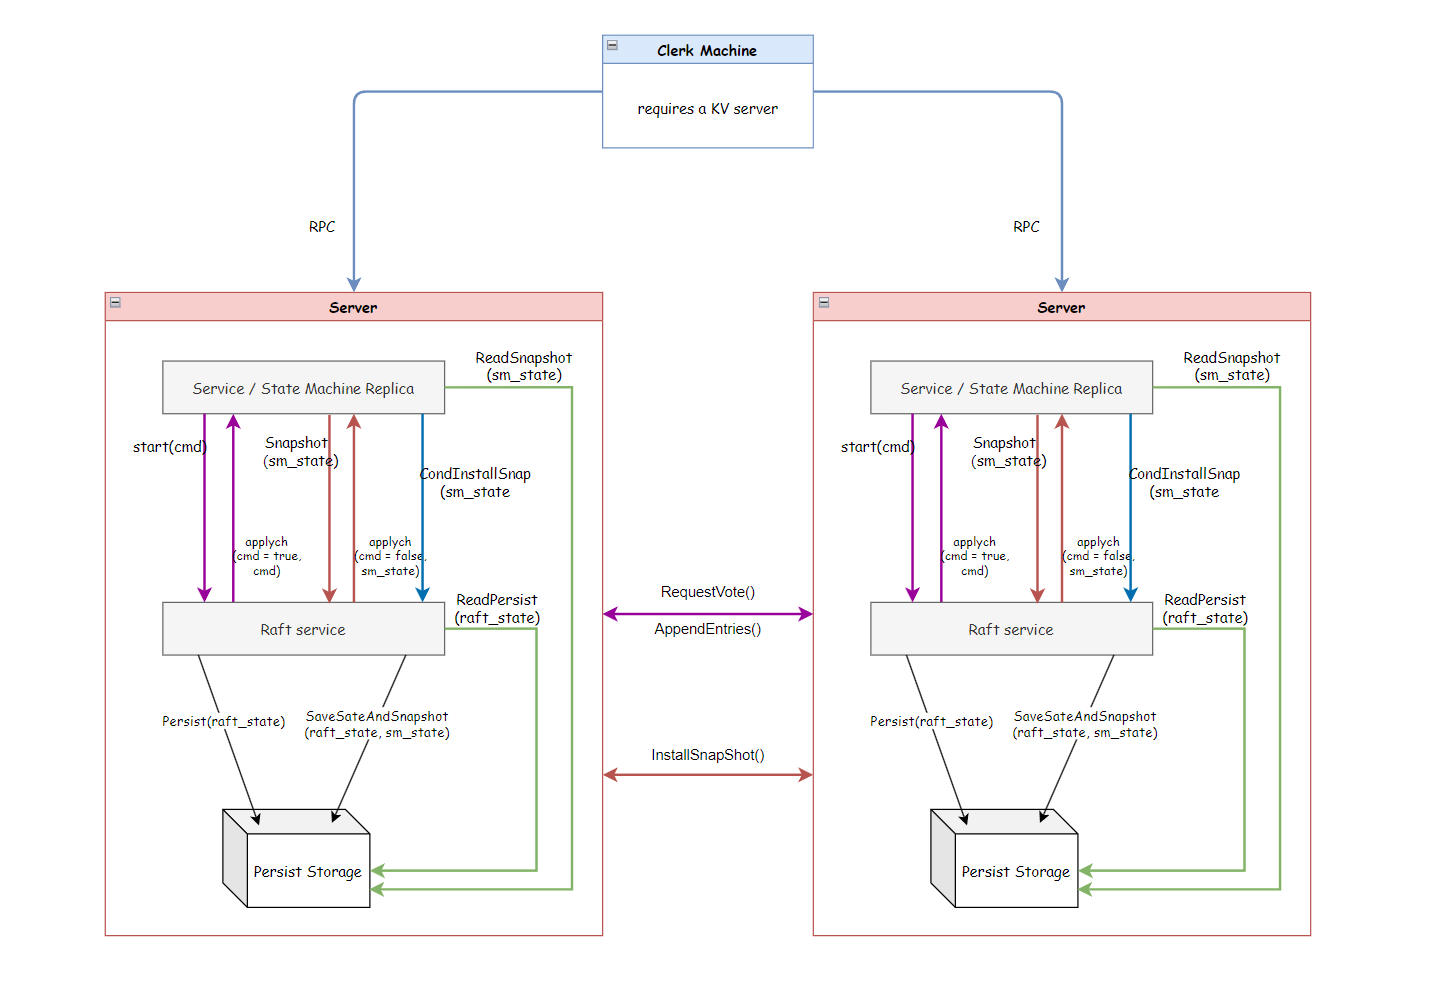 Clerk Machine
requires a KV server
RPC
RPC
Server
ReadSnapshot
(sm_state)
Service / State Machine Replica
start(cmd)
Snapshot
(sm_state)
CondInstallSnap
(sm_state
applych
(cmd = true,
cmd)
applych
(cmd = false,
sm_state)
ReadPersist
(raft_state)
Raft service
Persist(raft_state)
SaveSateAndSnapshot
(raft_state, sm_state)
Persist Storage
RequestVote()
AppendEntries()
InstallSnapShot()
Server
ReadSnapshot
(sm_state)
Service / State Machine Replica
start(cmd)
Snapshot
(sm_state)
CondInstallSnap
(sm_state
applych
(cmd = true,
cmd)
applych
(cmd = false,
sm_state)
ReadPersist
(raft_state)
Raft service
Persist(raft_state)
SaveSateAndSnapshot
(raft_state, sm_state)
Persist Storage